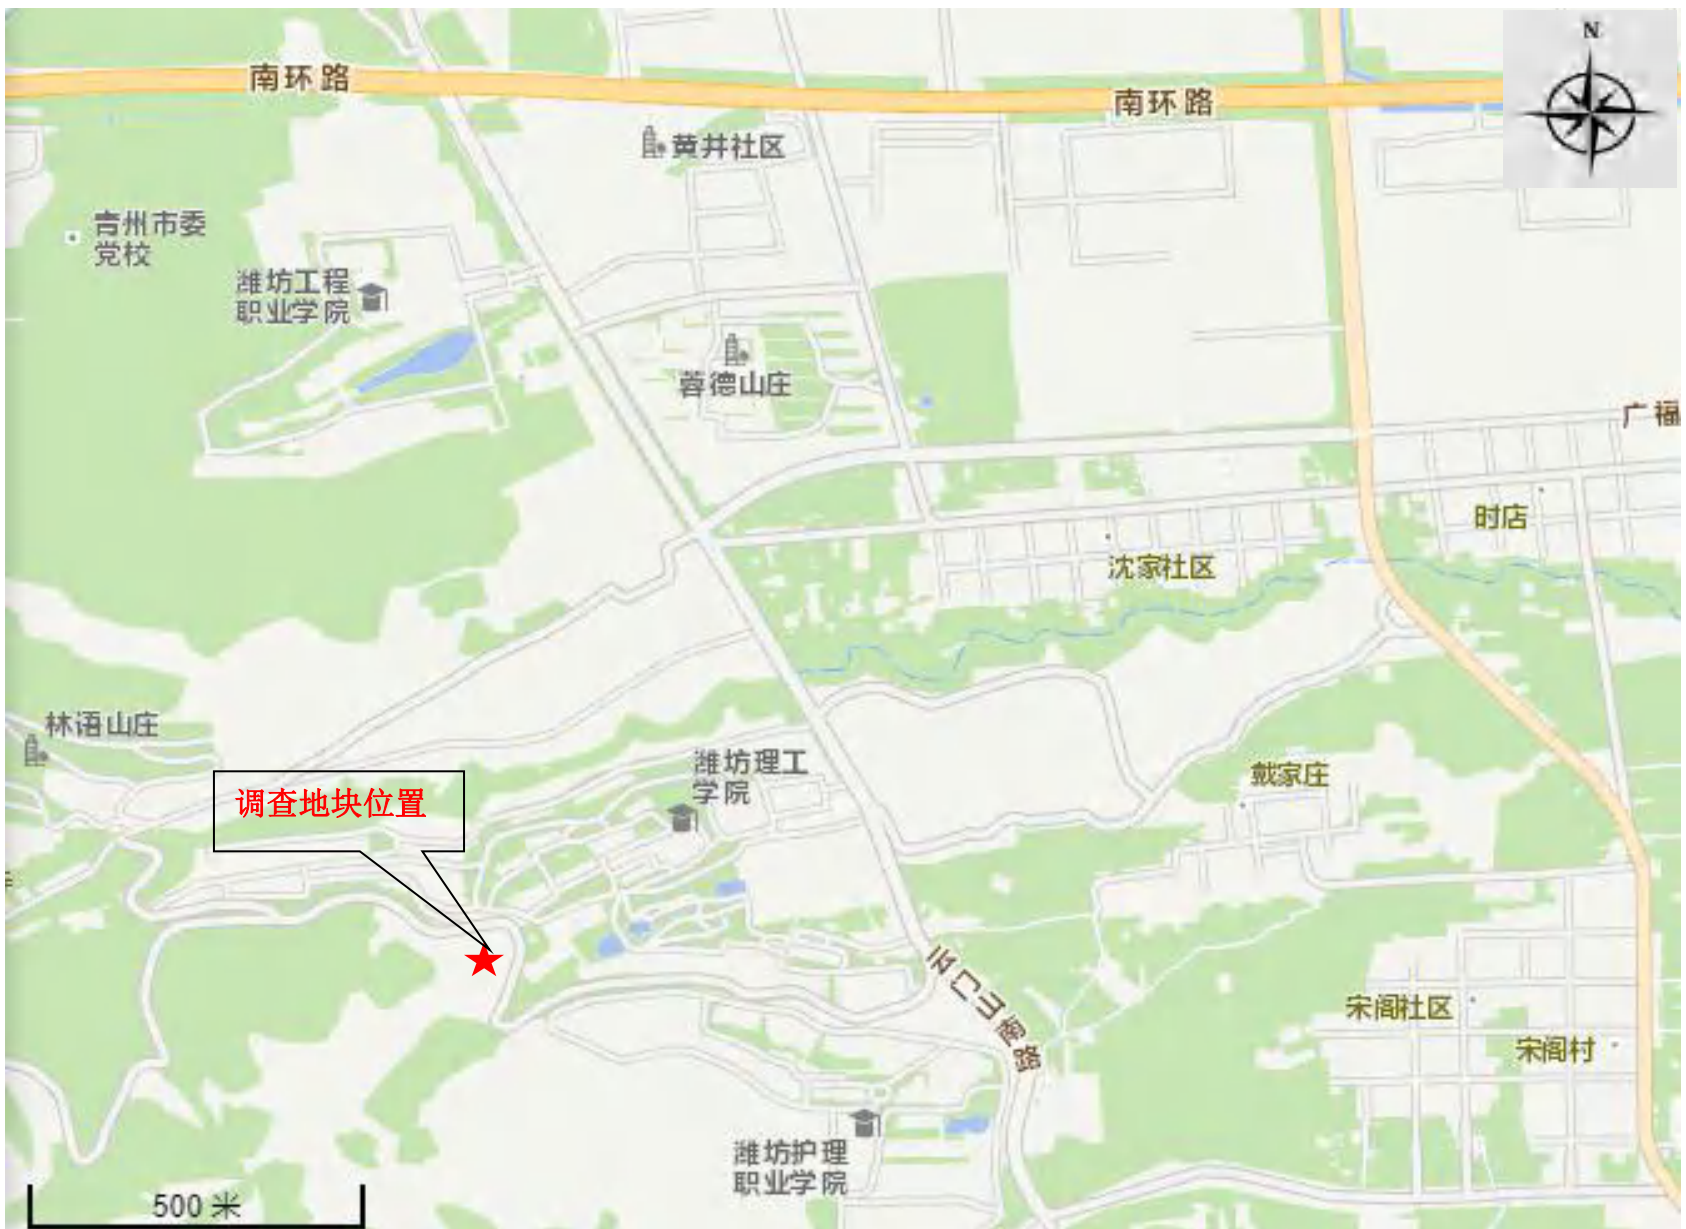 N
南环路
南环路
黄井社区
青州市委
党校
潍坊工程
职业学院
蓉德山庄
广福
时店
沈家社区
林语山庄
潍坊理工
学院
戴家庄
调查地块位置
云门山南路
宋阁社区
宋阁村
潍坊护理
职业学院
500 米